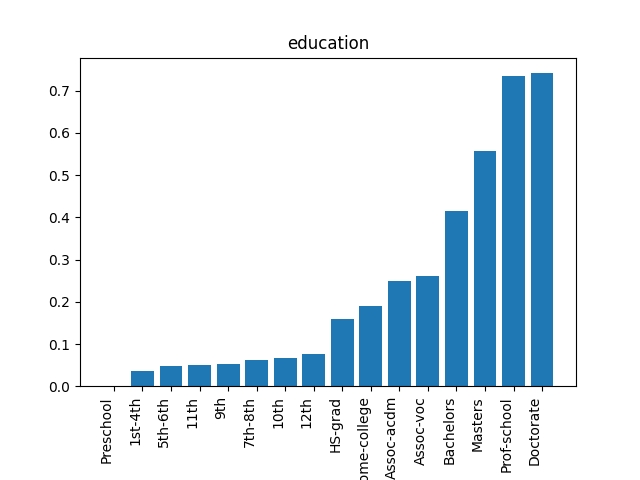 education
0.7
0.6
0.5
0.4
0.3
0.2
0.1
0.0
Preschool
1st-4th
5th-6th
11th
9th
7th-8th
10th
12th
HS-grad
ome-college
Assoc-acdm
Assoc-voc
Bachelors
Masters
Prof-school
Doctorate